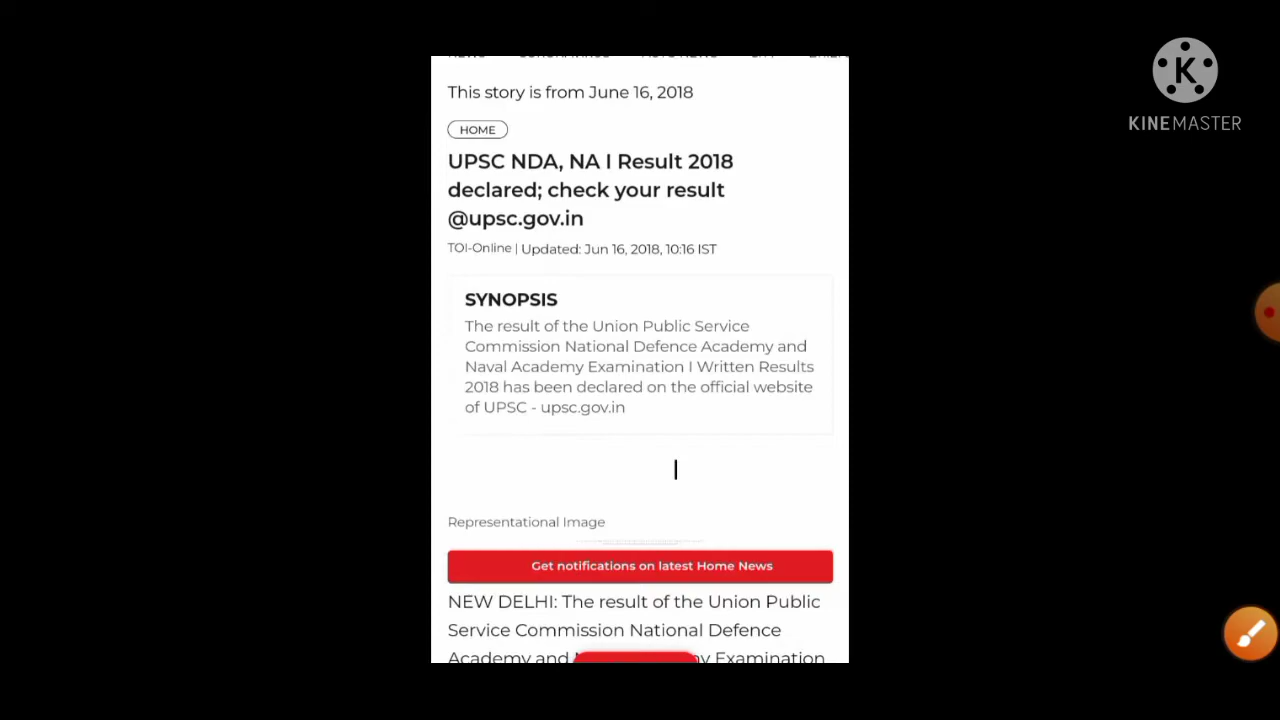 This story is from June 16, 2018
HOME
UPSC NDA, NA I Result 2018
declared; check your result
@upsc.gov.in
TOI-Online | Updated: Jun 16, 2018, 10:16 IST
SYNOPSIS
The result of the Union Public Service
Commission National Defence Academy and
Naval Academy Examination I Written Results
2018 has been declared on the official website
of UPSC - upsc.gov.in
Representational Image
Get notifications on latest Home News
NEW DELHI: The result of the Union Public
Service Commission National Defence
Academy and Examination
K
KINEMASTER